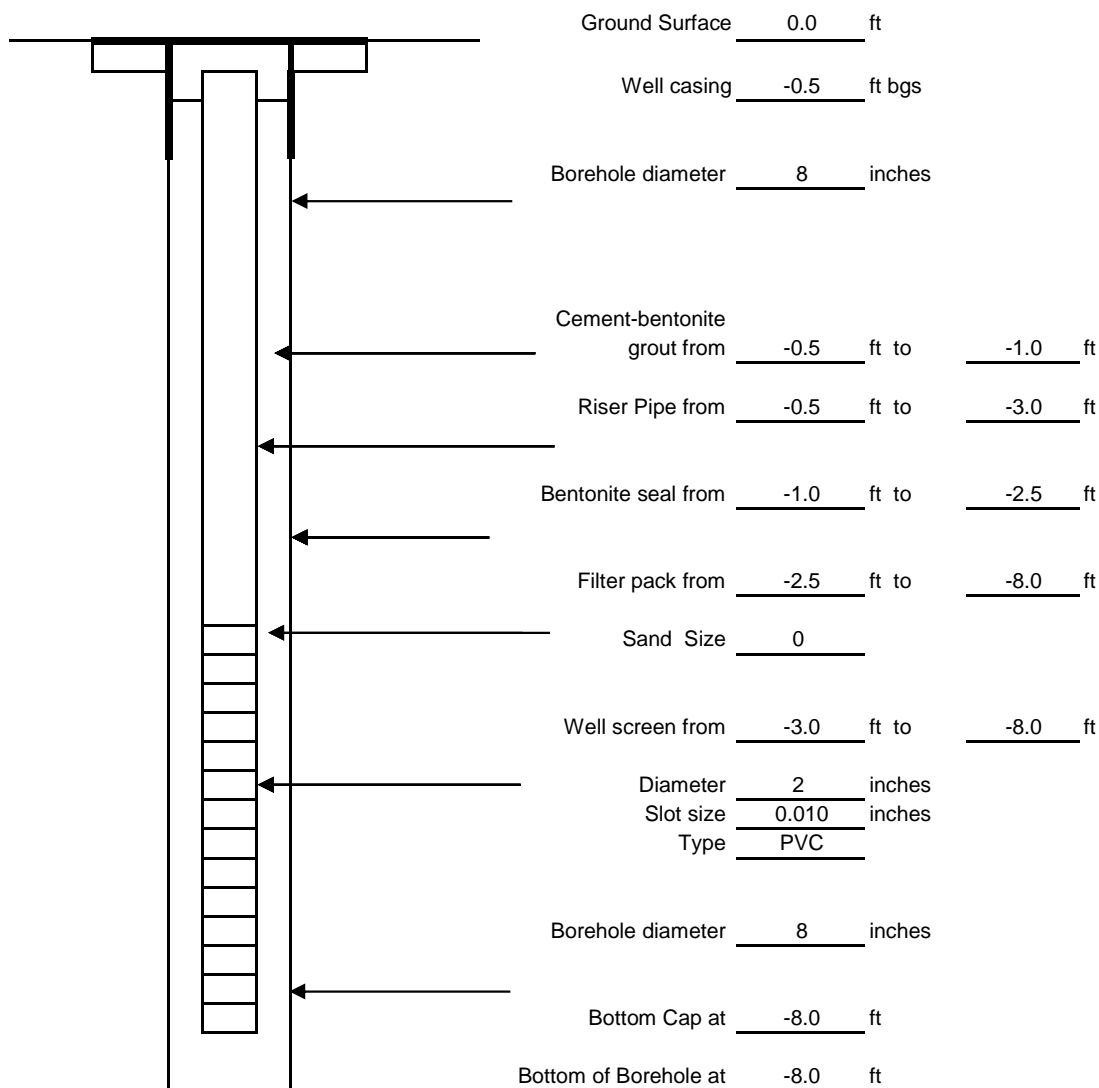 Ground Surface 0.0 ft
Well casing -0.5 ft bgs
Borehole diameter 8 inches
Cement-bentonite
grout from -0.5 ft to -1.0 ft
Riser Pipe from -0.5 ft to -3.0 ft
Bentonite seal from -1.0 ft to -2.5 ft
Filter pack from -2.5 ft to -8.0 ft
Sand Size 0
Well screen from -3.0 ft to -8.0 ft
Diameter 2 inches
Slot size 0.010 inches
Type PVC
Borehole diameter 8 inches
Bottom Cap at -8.0 ft
Bottom of Borehole at -8.0 ft